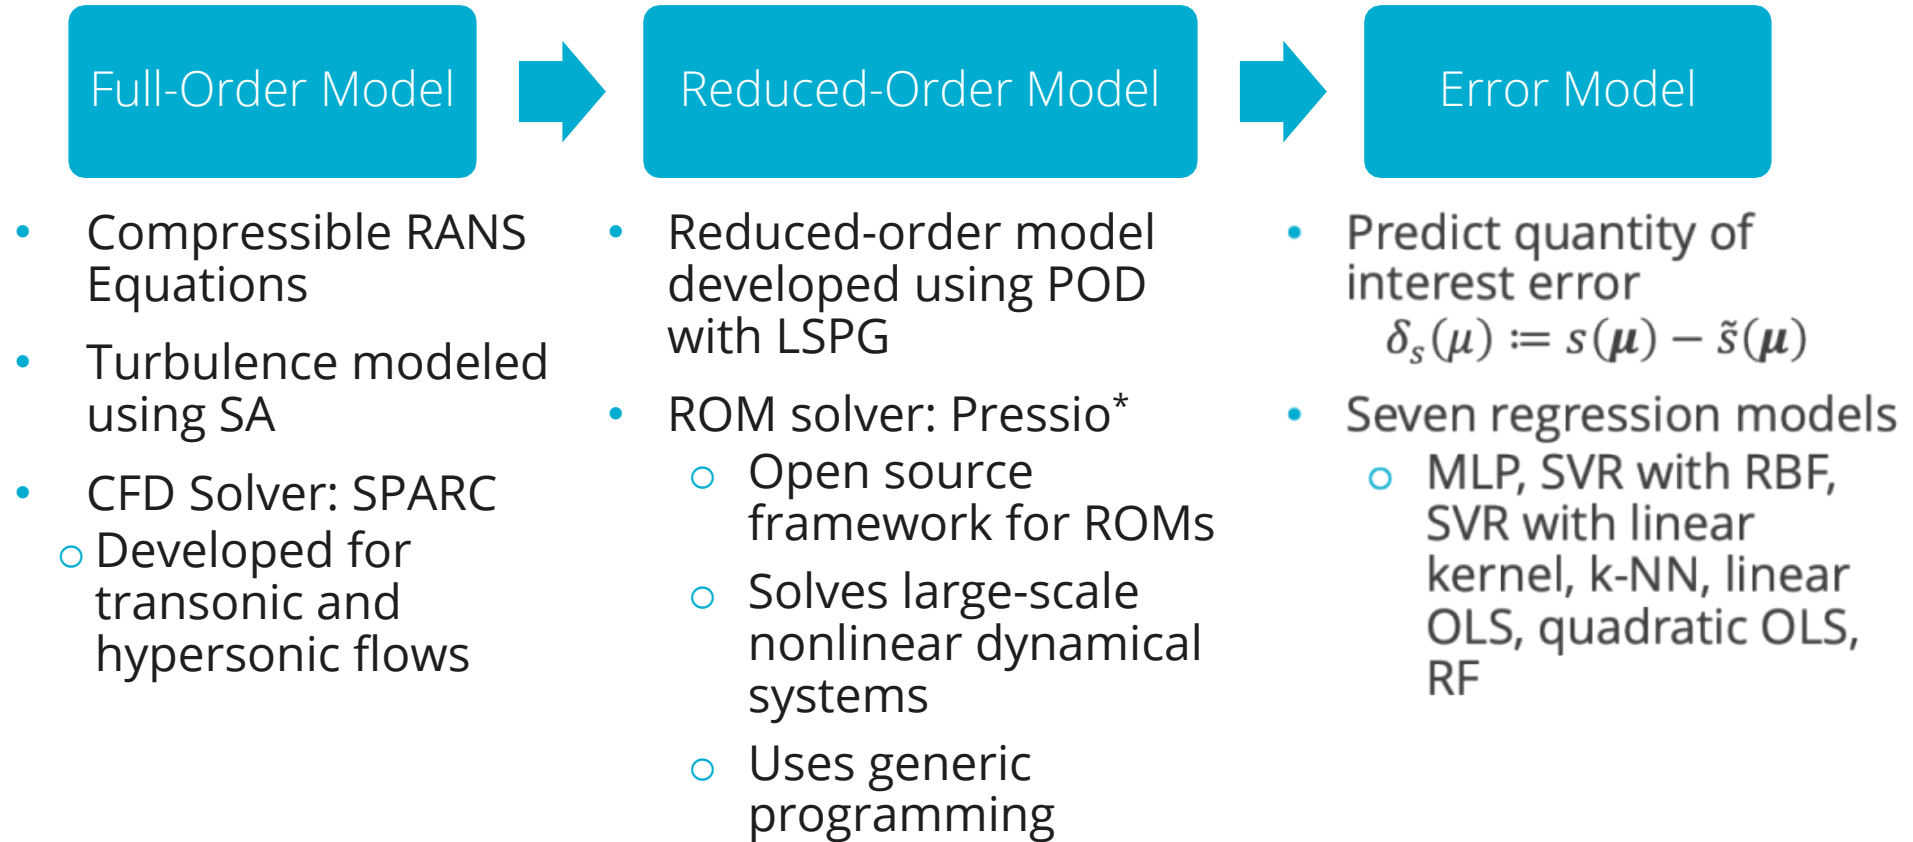 Full-Order Model
Reduced-Order Model
Error Model
• Compressible RANS
Equations
• Turbulence modeled
using SA
• CFD Solver: SPARC
○ Developed for
transonic and
hypersonic flows
• Reduced-order model
developed using POD
with LSPG
• ROM solver: Pressio*
○ Open source
framework for ROMs
○ Solves large-scale
nonlinear dynamical
systems
○ Uses generic
programming
• Predict quantity of
interest error
δₛ(μ) ≔ s(𝝁) − s̃(𝝁)
• Seven regression models
○ MLP, SVR with RBF,
SVR with linear
kernel, k-NN, linear
OLS, quadratic OLS,
RF